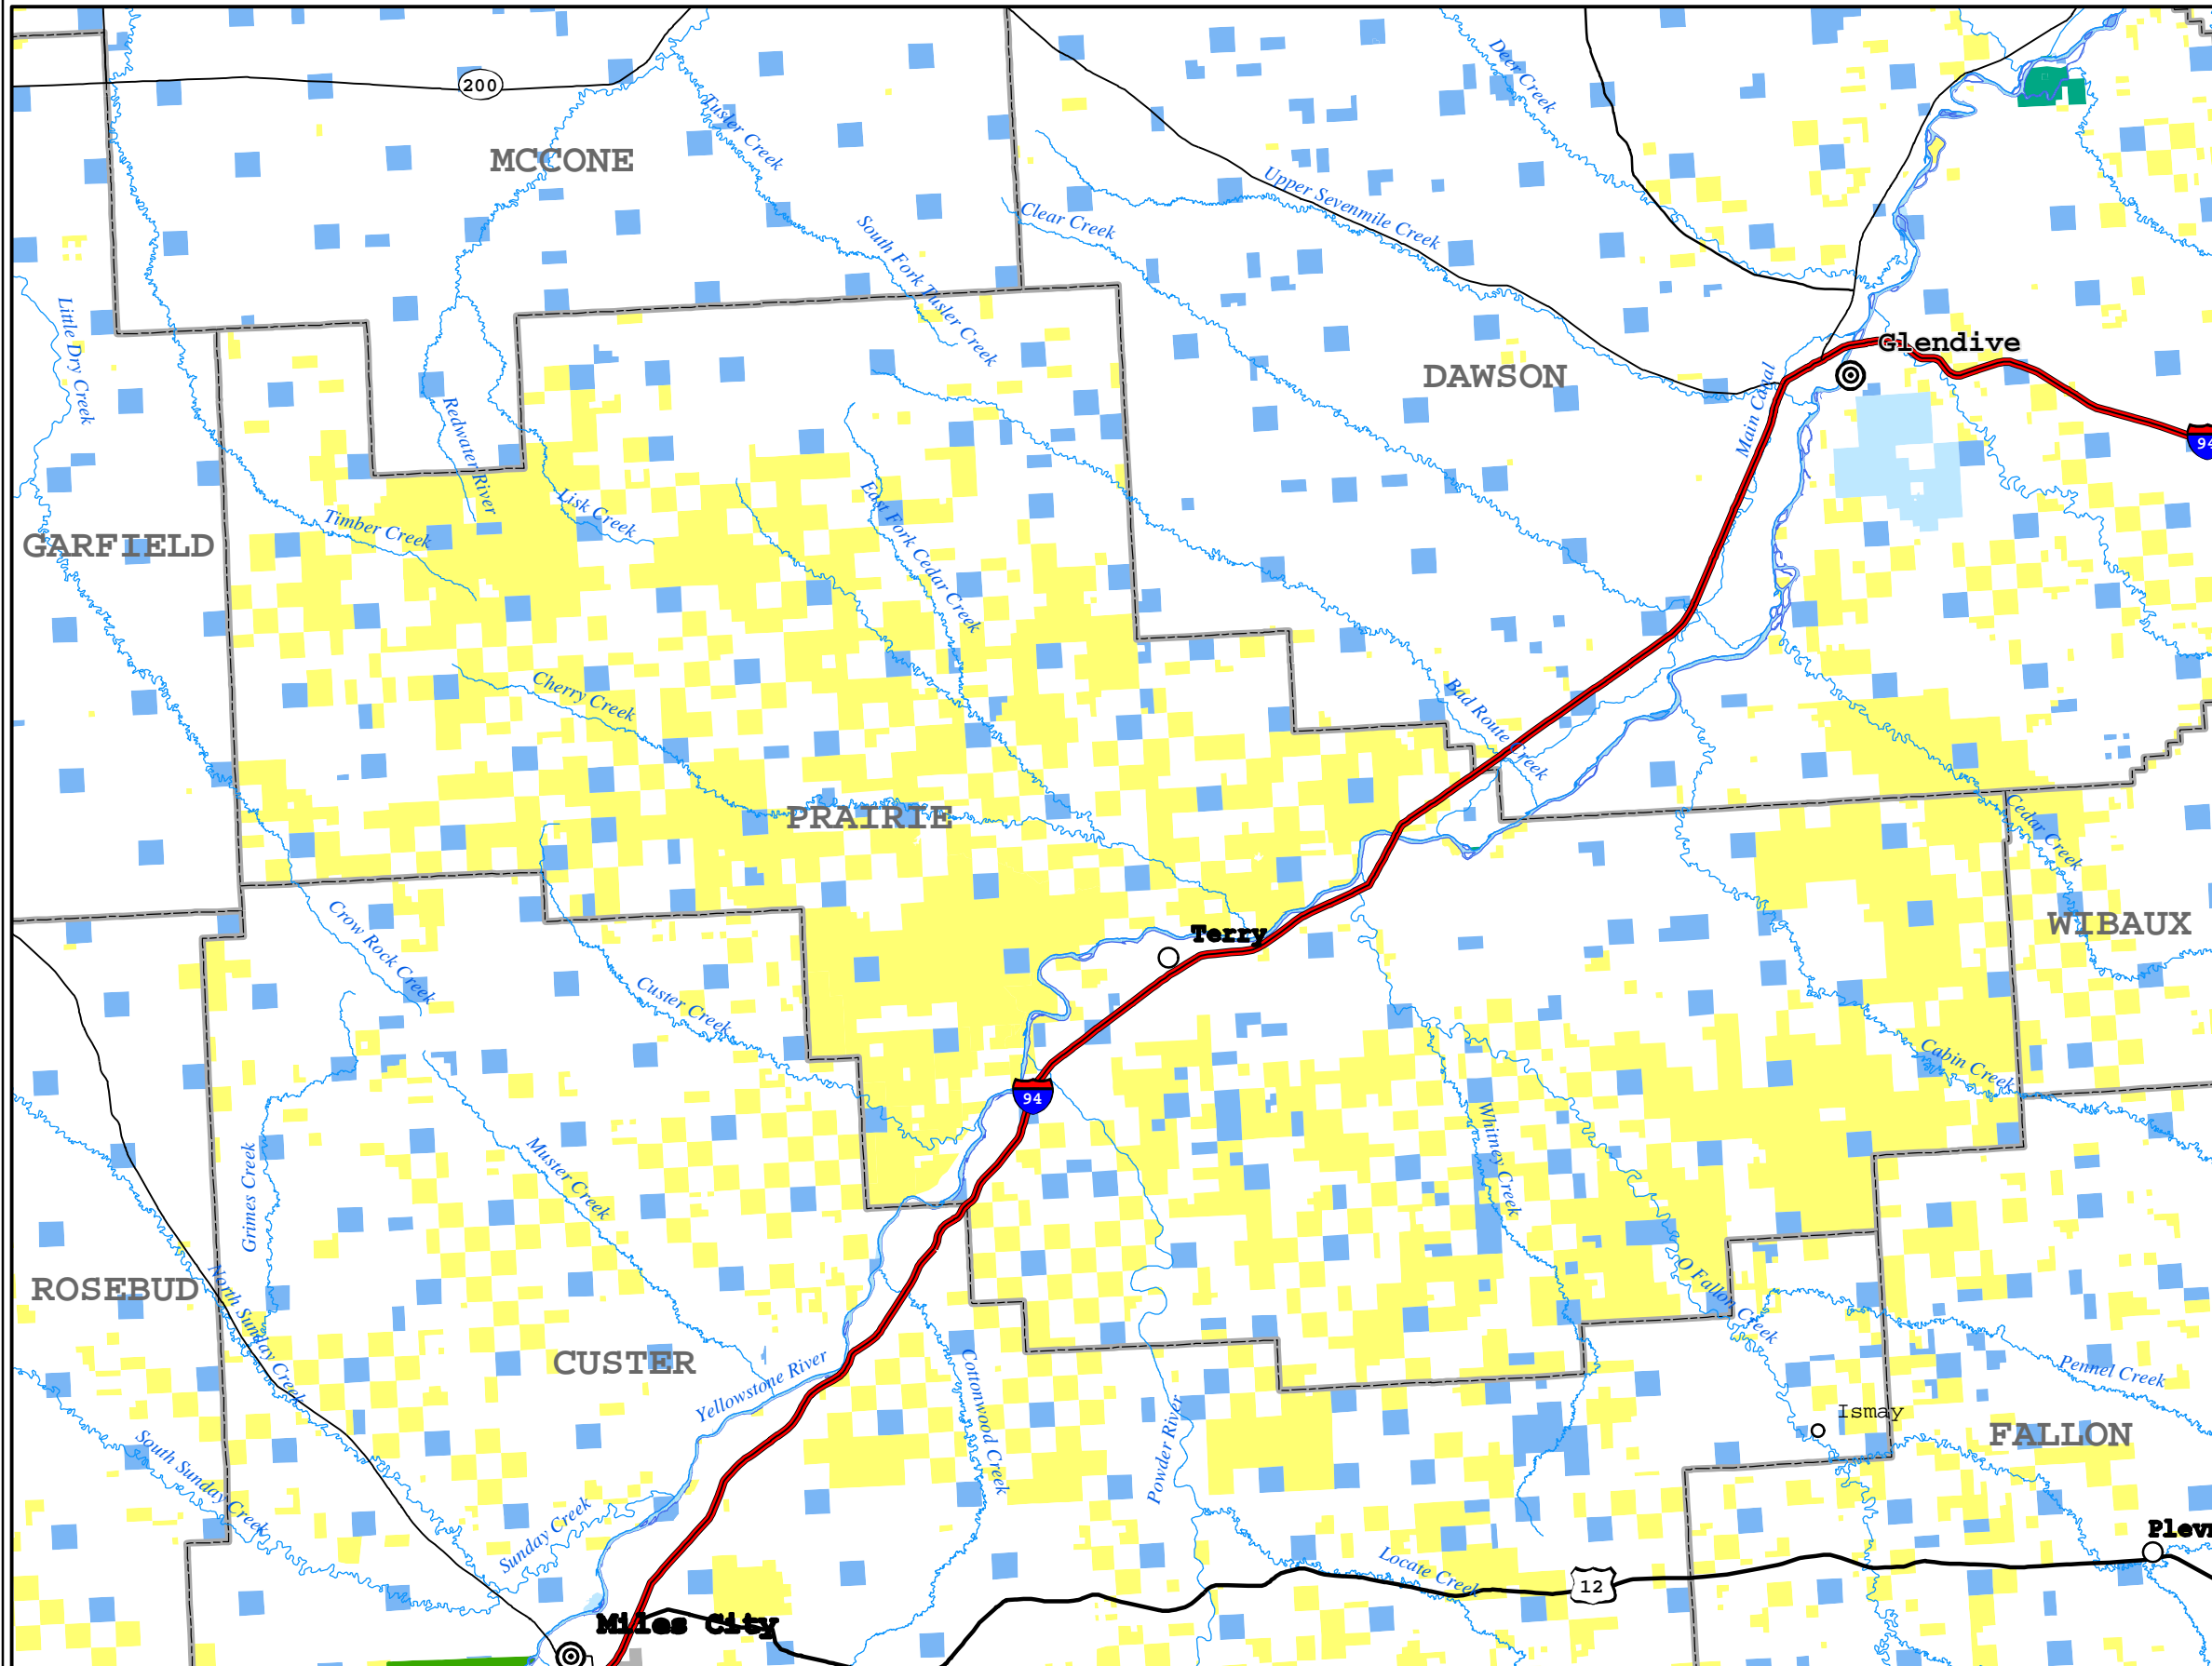 200
MCCONE
Tusler Creek
Deer Creek
Upper Sevenmile Creek
Clear Creek
South Fork Tusler Creek
Little Dry Creek
Glendive
DAWSON
Main Canal
94
Redwater River
Lisk Creek
East Fork Cedar Creek
Timber Creek
GARFIELD
Cherry Creek
Bad Route Creek
PRAIRIE
Cedar Creek
Crow Rock Creek
WIBAUX
Terry
Custer Creek
Cabin Creek
94
Whitney Creek
Grimes Creek
Muster Creek
ROSEBUD
North Sunday Creek
O Fallon Creek
CUSTER
Yellowstone River
Cottonwood Creek
Pennel Creek
Powder River
Ismay
FALLON
South Sunday Creek
Sunday Creek
Plev
Locate Creek
12
Miles City